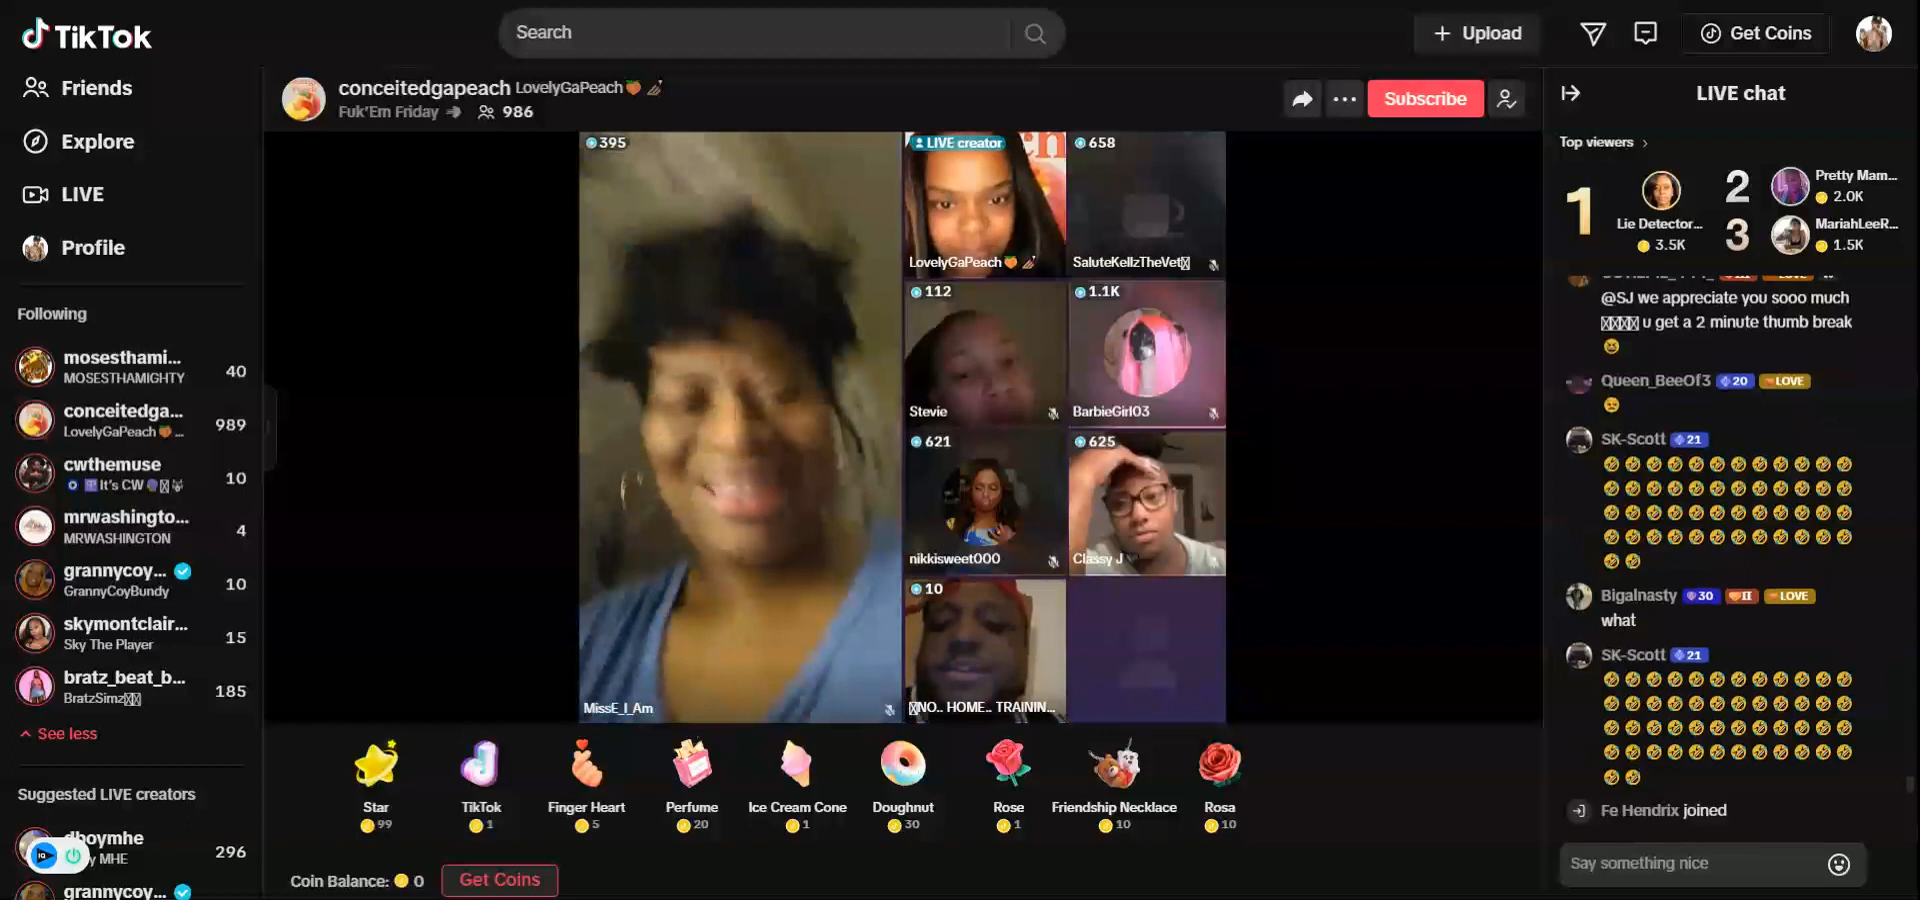 TikTok
Search
Upload
Get Coins
Friends
Explore
LIVE
Profile
Following
mosesthami...
MOSESTHAMIGHTY
40
conceitedga...
LovelyGaPeach🍑...
989
cwthemuse
It's CW
10
mrwashingto...
MRWASHINGTON
4
grannycoy...
GrannyCoyBundy
10
skymontclair...
Sky The Player
15
bratz_beat_b...
BratzSimz
185
See less
Suggested LIVE creators
dboymhe
y MHE
296
grannycoy...
conceitedgapeach LovelyGaPeach🍑💅🏾
Fuk'Em Friday
986
Subscribe
395
MissE_I_Am
LIVE creator
LovelyGaPeach🍑💅🏾
658
SaluteKellzTheVet
112
Stevie
1.1K
BarbieGirl03
621
nikkisweet000
625
Classy J
10
NO.. HOME.. TRAININ...
Star
99
TikTok
1
Finger Heart
5
Perfume
20
Ice Cream Cone
1
Doughnut
30
Rose
1
Friendship Necklace
10
Rosa
10
Coin Balance: 0
Get Coins
LIVE chat
Top viewers
1
Lie Detector...
3.5K
2
Pretty Mam...
2.0K
3
MariahLeeR...
1.5K
@SJ we appreciate you sooo much
u get a 2 minute thumb break
😆
Queen_BeeOf3 20 LOVE
😒
SK-Scott 21
🤣🤣🤣🤣🤣🤣🤣🤣🤣🤣🤣🤣
🤣🤣🤣🤣🤣🤣🤣🤣🤣🤣🤣🤣
🤣🤣🤣🤣🤣🤣🤣🤣🤣🤣🤣🤣
🤣🤣🤣🤣🤣🤣🤣🤣🤣🤣🤣🤣
🤣🤣
Bigalnasty 30 II LOVE
what
SK-Scott 21
🤣🤣🤣🤣🤣🤣🤣🤣🤣🤣🤣🤣
🤣🤣🤣🤣🤣🤣🤣🤣🤣🤣🤣🤣
🤣🤣🤣🤣🤣🤣🤣🤣🤣🤣🤣🤣
🤣🤣🤣🤣🤣🤣🤣🤣🤣🤣🤣🤣
🤣🤣
Fe Hendrix joined
Say something nice